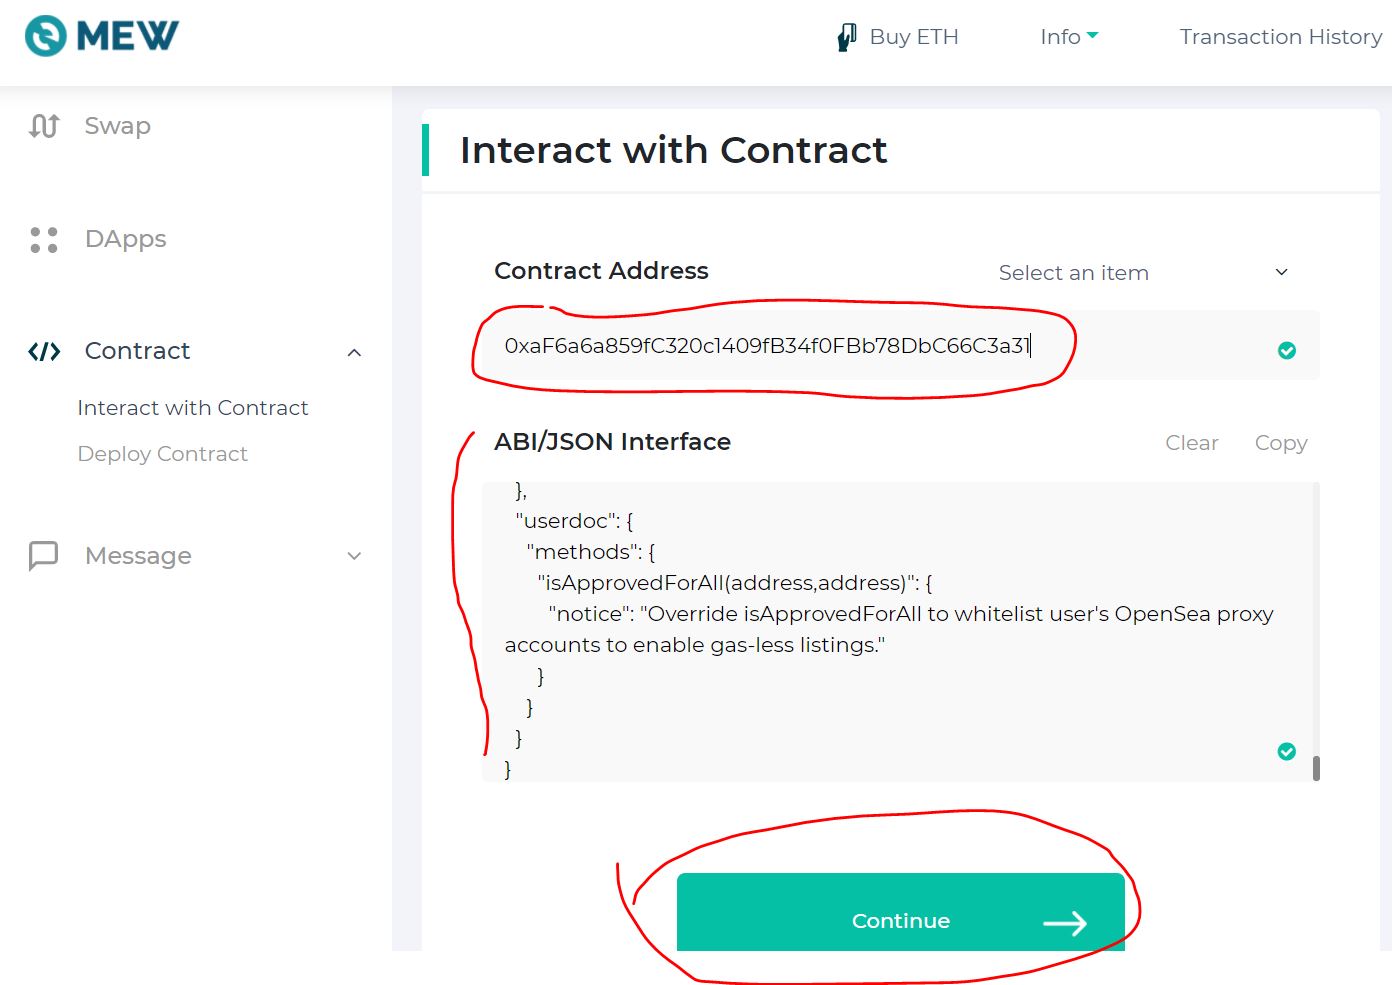 MEW
Buy ETH
Info
Transaction History
Swap
DApps
Contract
Interact with Contract
Deploy Contract
Message
Interact with Contract
Contract Address
Select an item
0xaF6a6a859fC320c1409fB34f0FBb78DbC66C3a31
ABI/JSON Interface
Clear
Copy
},
"userdoc": {
"methods": {
"isApprovedForAll(address,address)": {
"notice": "Override isApprovedForAll to whitelist user's OpenSea proxy
accounts to enable gas-less listings."
}
}
}
}
Continue